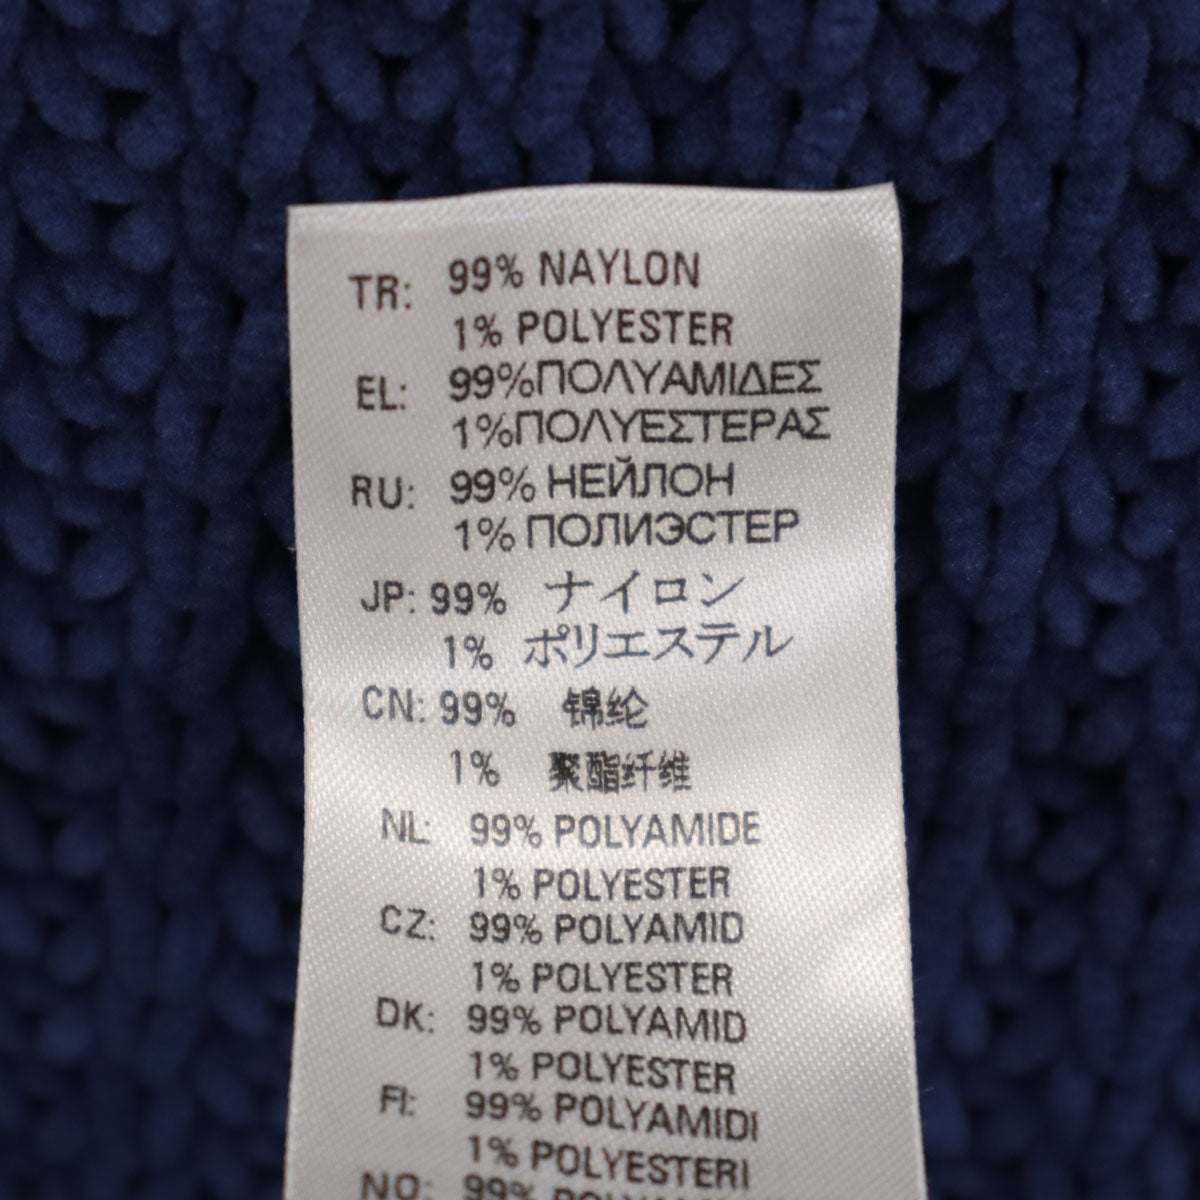 TR: 99% NAYLON
1% POLYESTER
EL: 99%ΠΟΛΥΑΜΙΔΕΣ
1%ΠΟΛΥΕΣΤΕΡΑΣ
RU: 99% НЕЙЛОН
1% ПОЛИЭСТЕР
JP: 99% ナイロン
1% ポリエステル
CN: 99% 锦纶
1% 聚酯纤维
NL: 99% POLYAMIDE
1% POLYESTER
CZ: 99% POLYAMID
1% POLYESTER
DK: 99% POLYAMID
1% POLYESTER
FI: 99% POLYAMIDI
1% POLYESTERI
NO: 99%